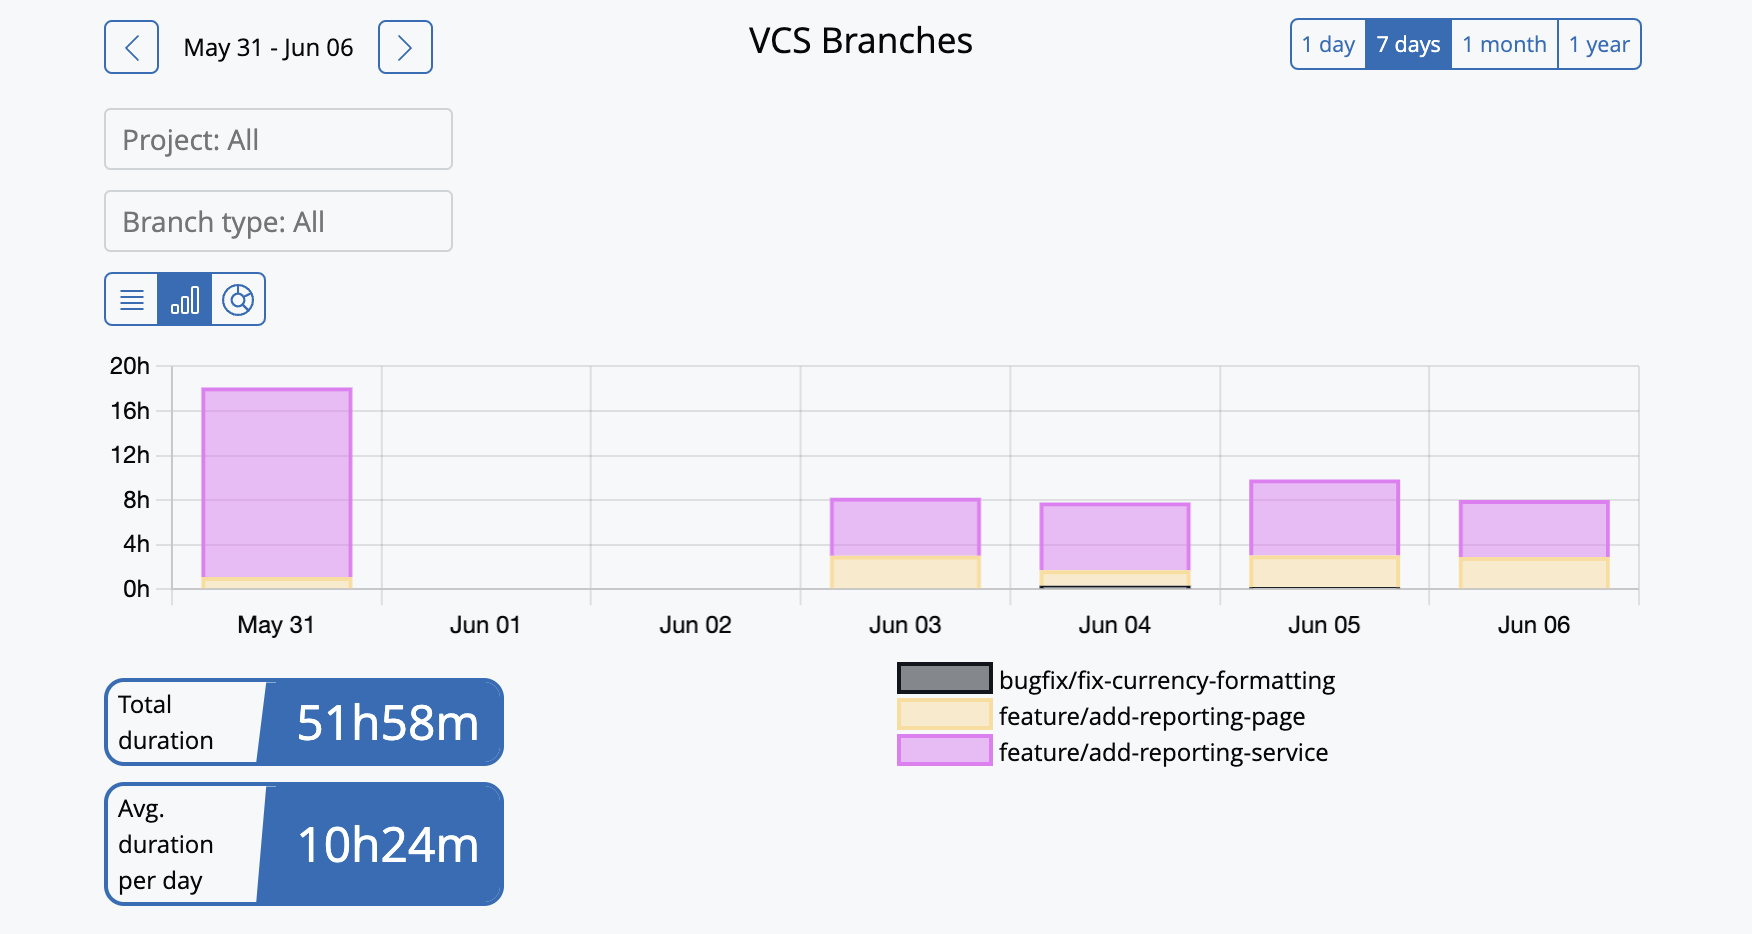 May 31 - Jun 06
VCS Branches
1 day 7 days 1 month 1 year
Project: All
Branch type: All
20h
16h
12h
8h
4h
0h
May 31 Jun 01 Jun 02 Jun 03 Jun 04 Jun 05 Jun 06
bugfix/fix-currency-formatting
feature/add-reporting-page
feature/add-reporting-service
Total
duration
51h58m
Avg.
duration
per day
10h24m